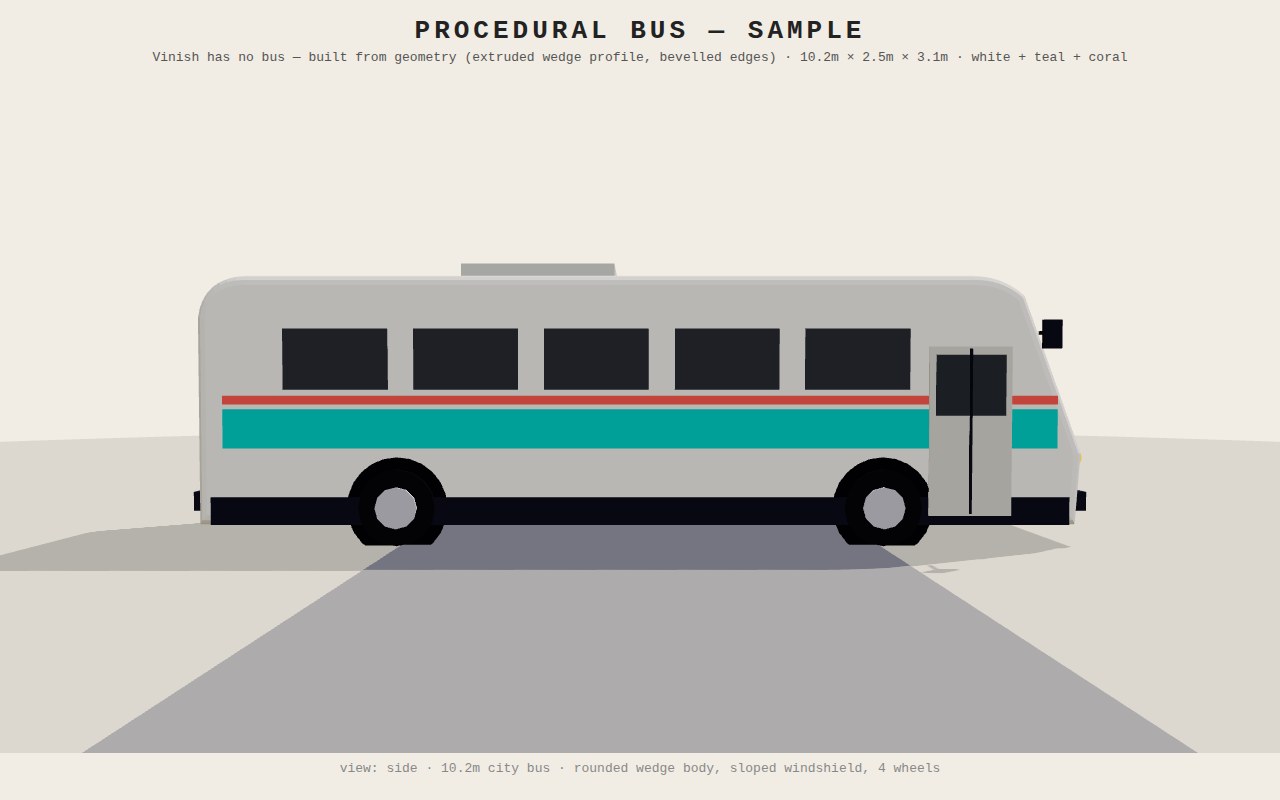 PROCEDURAL BUS — SAMPLE
Vinish has no bus — built from geometry (extruded wedge profile, bevelled edges) · 10.2m × 2.5m × 3.1m · white + teal + coral
view: side · 10.2m city bus · rounded wedge body, sloped windshield, 4 wheels